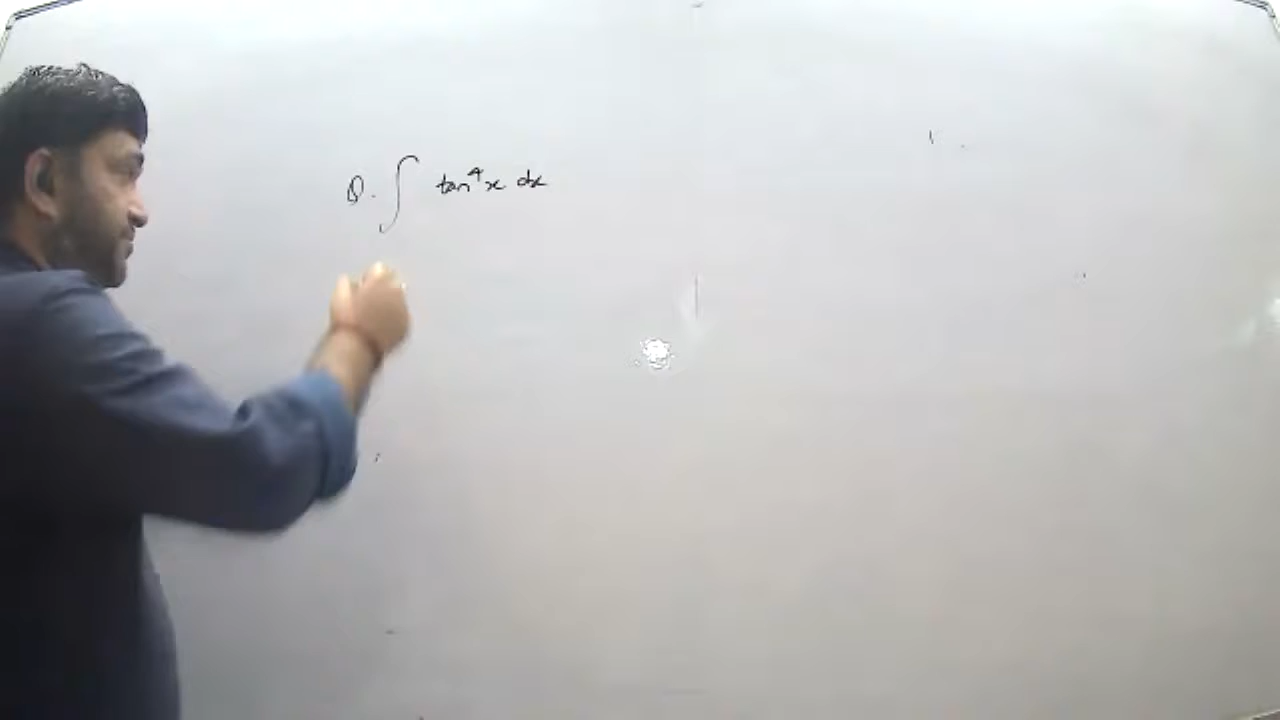 Q. ∫ tan⁴x dx